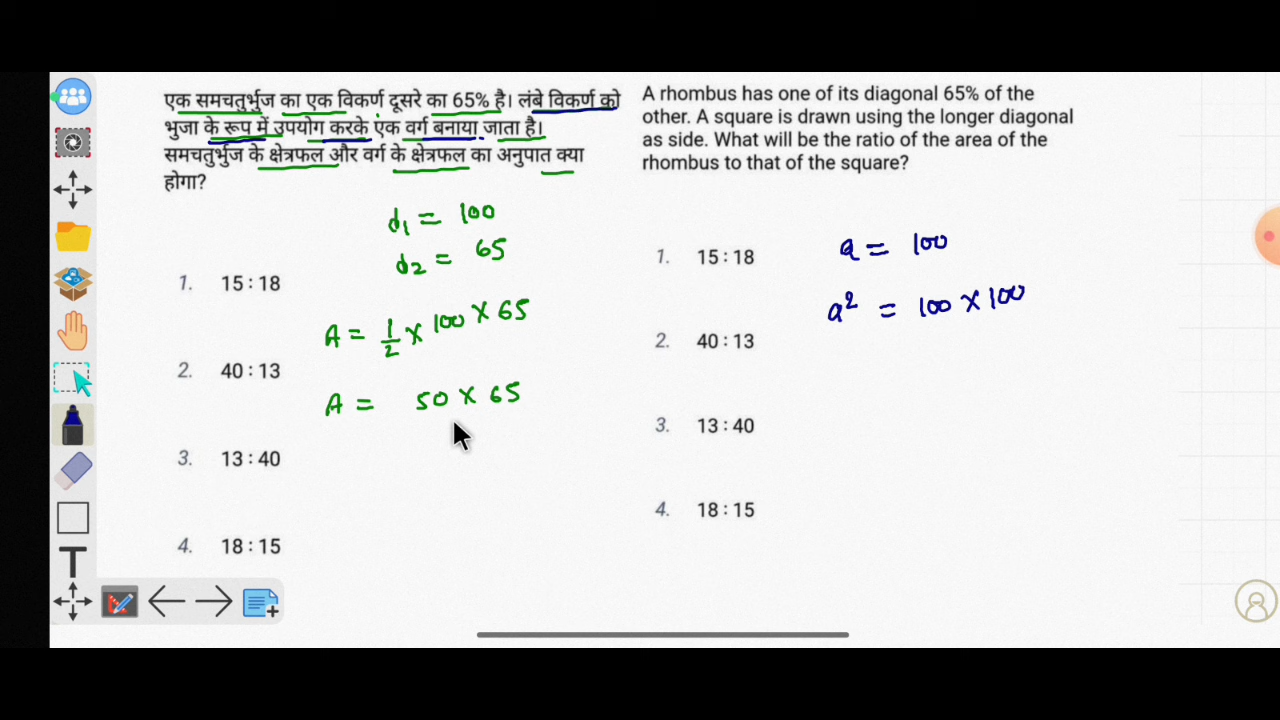 एक समचतुर्भुज का एक विकर्ण दूसरे का 65% है। लंबे विकर्ण को
भुजा के रूप में उपयोग करके एक वर्ग बनाया जाता है।
समचतुर्भुज के क्षेत्रफल और वर्ग के क्षेत्रफल का अनुपात क्या
होगा?
d₁ = 100
d₂ = 65
1. 15 : 18
A = 1/2 × 100 × 65
2. 40 : 13
A = 50 × 65
3. 13 : 40
4. 18 : 15
A rhombus has one of its diagonal 65% of the
other. A square is drawn using the longer diagonal
as side. What will be the ratio of the area of the
rhombus to that of the square?
a = 100
1. 15 : 18
a² = 100 × 100
2. 40 : 13
3. 13 : 40
4. 18 : 15
T